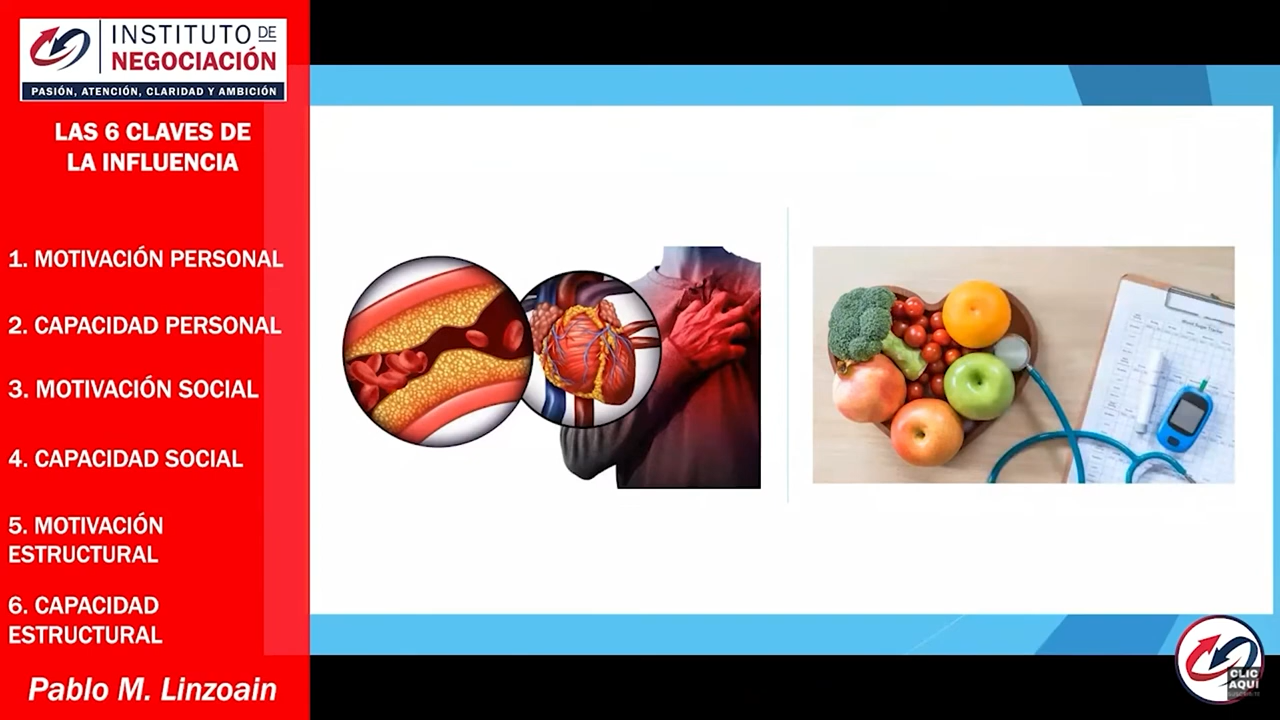 INSTITUTO DE
NEGOCIACIÓN
PASIÓN, ATENCIÓN, CLARIDAD Y AMBICIÓN
LAS 6 CLAVES DE
LA INFLUENCIA
1. MOTIVACIÓN PERSONAL
2. CAPACIDAD PERSONAL
3. MOTIVACIÓN SOCIAL
4. CAPACIDAD SOCIAL
5. MOTIVACIÓN
ESTRUCTURAL
6. CAPACIDAD
ESTRUCTURAL
Pablo M. Linzoain
CLIC
AQUÍ